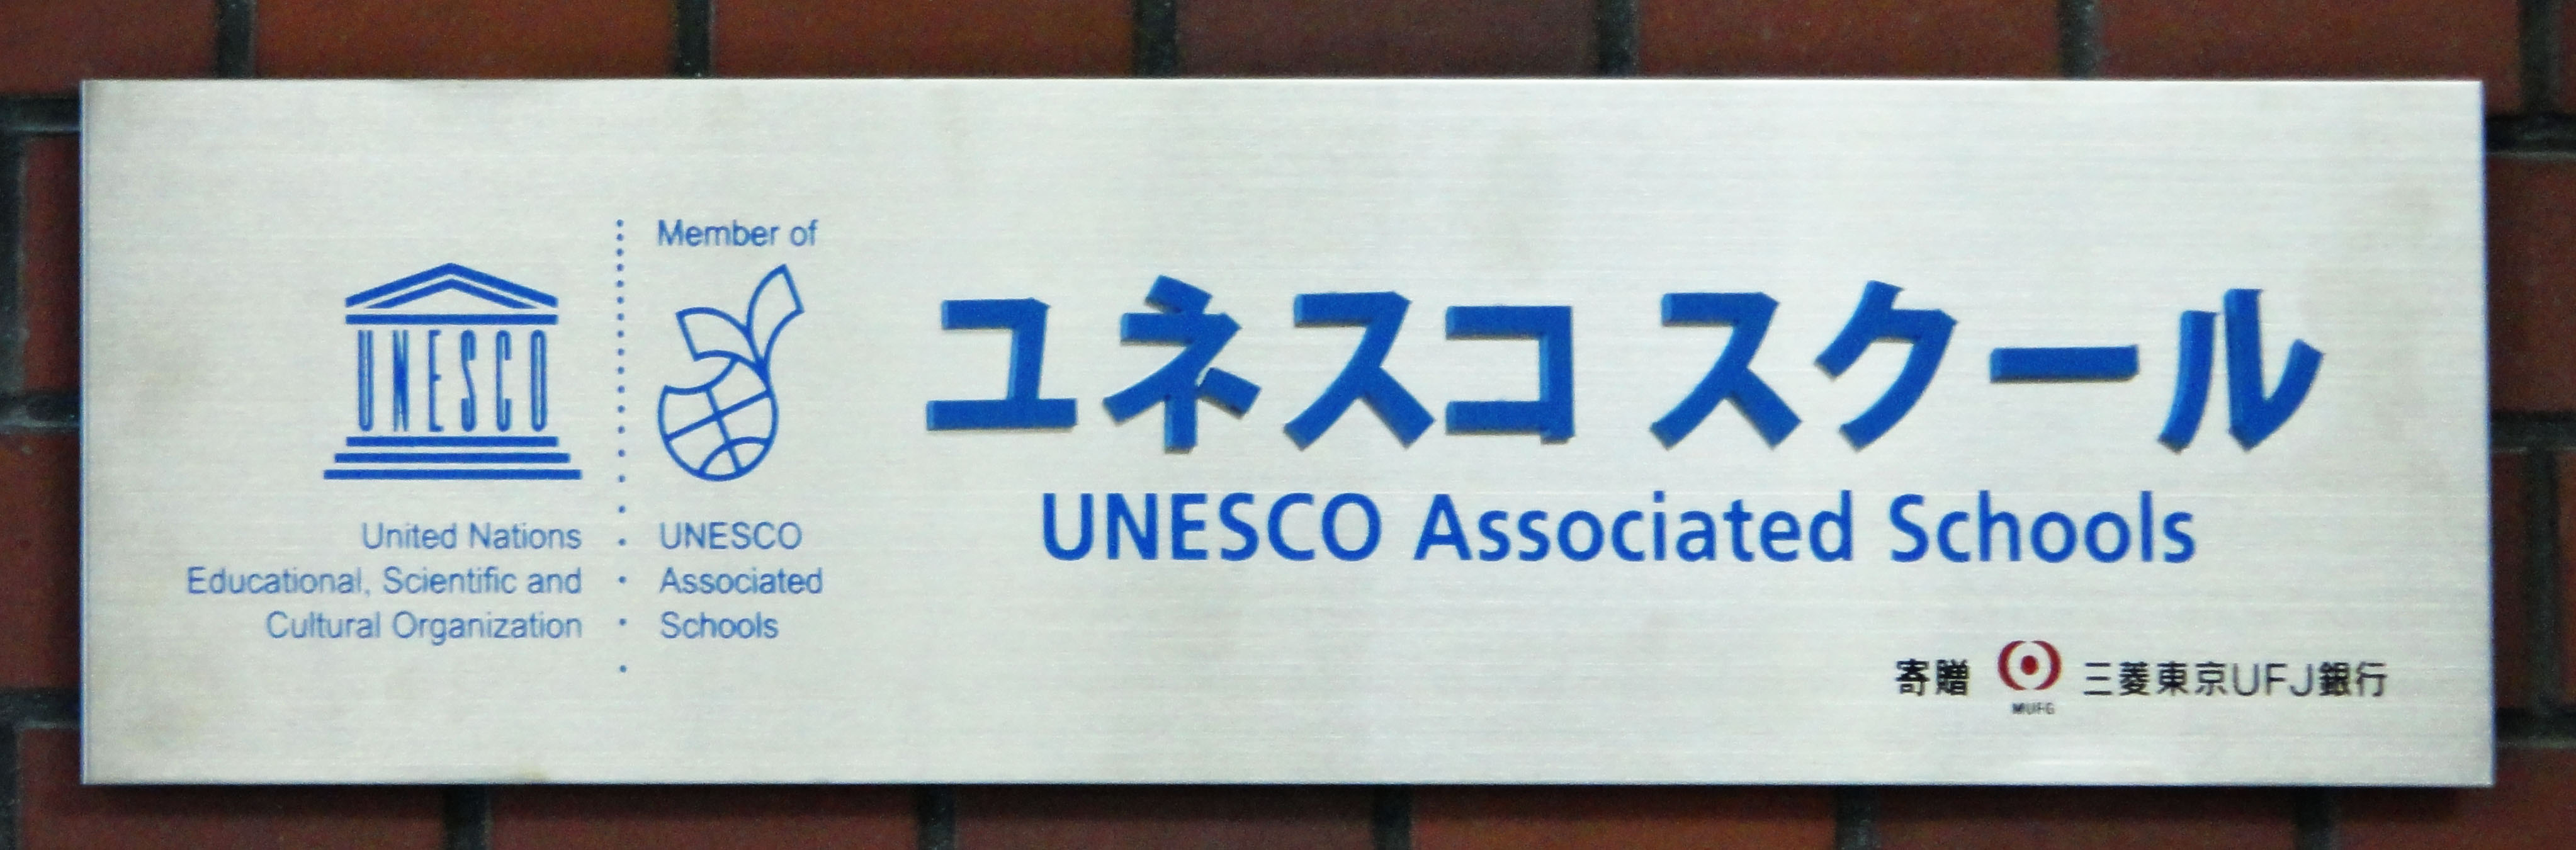 UNESCO
United Nations
Educational, Scientific and
Cultural Organization
Member of
UNESCO
Associated
Schools
ユネスコ スクール
UNESCO Associated Schools
寄贈 MUFG 三菱東京UFJ銀行